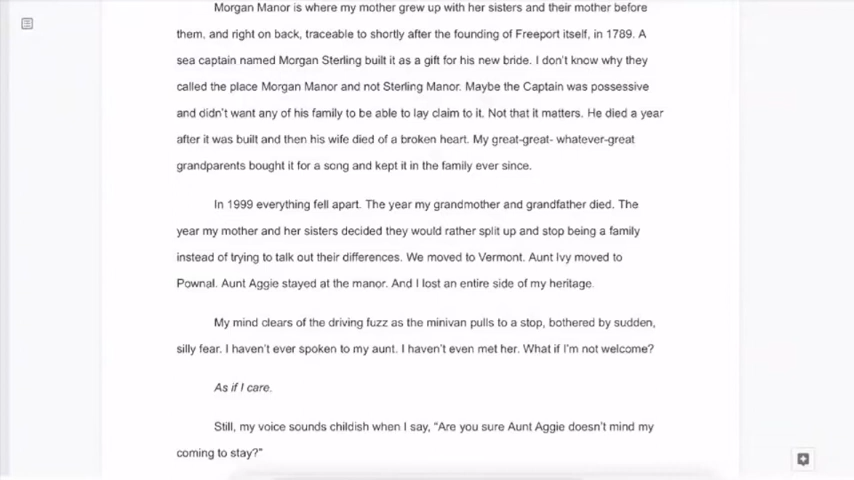 Morgan Manor is where my mother grew up with her sisters and their mother before
them, and right on back, traceable to shortly after the founding of Freeport itself, in 1789. A
sea captain named Morgan Sterling built it as a gift for his new bride. I don't know why they
called the place Morgan Manor and not Sterling Manor. Maybe the Captain was possessive
and didn't want any of his family to be able to lay claim to it. Not that it matters. He died a year
after it was built and then his wife died of a broken heart. My great-great- whatever-great
grandparents bought it for a song and kept it in the family ever since.
In 1999 everything fell apart. The year my grandmother and grandfather died. The
year my mother and her sisters decided they would rather split up and stop being a family
instead of trying to talk out their differences. We moved to Vermont. Aunt Ivy moved to
Pownal. Aunt Aggie stayed at the manor. And I lost an entire side of my heritage.
My mind clears of the driving fuzz as the minivan pulls to a stop, bothered by sudden,
silly fear. I haven't ever spoken to my aunt. I haven't even met her. What if I'm not welcome?
As if I care.
Still, my voice sounds childish when I say, "Are you sure Aunt Aggie doesn't mind my
coming to stay?"